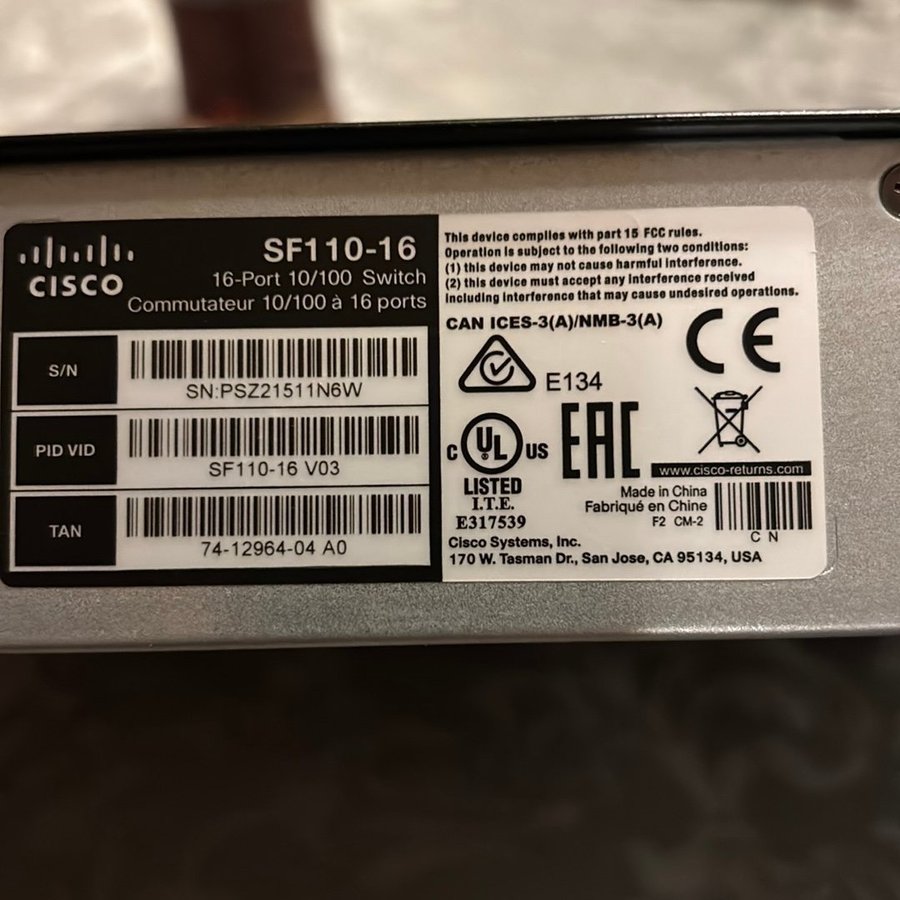 CISCO
SF110-16
16-Port 10/100 Switch
Commutateur 10/100 à 16 ports
S/N
SN:PSZ21511N6W
PID VID
SF110-16 V03
TAN
74-12964-04 A0
This device complies with part 15 FCC rules.
Operation is subject to the following two conditions:
(1) this device may not cause harmful interference.
(2) this device must accept any interference received
including interference that may cause undesired operations.
CAN ICES-3(A)/NMB-3(A)
CE
E134
C UL US
LISTED
I.T.E.
E317539
EAC
www.cisco-returns.com
Made in China
Fabriqué en Chine
F2 CM-2
C N
Cisco Systems, Inc.
170 W. Tasman Dr., San Jose, CA 95134, USA